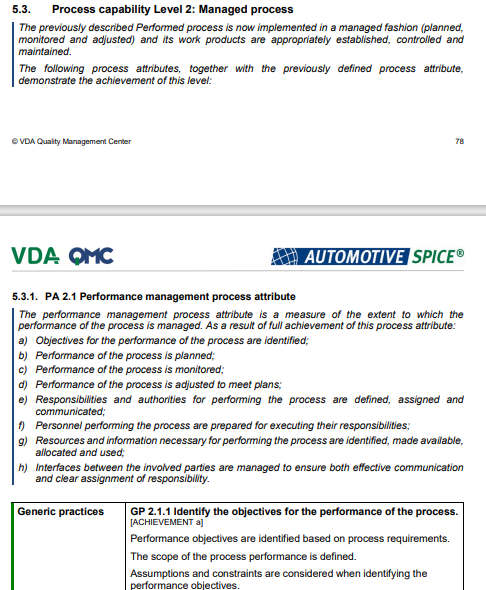 5.3. Process capability Level 2: Managed process
The previously described Performed process is now implemented in a managed fashion (planned,
monitored and adjusted) and its work products are appropriately established, controlled and
maintained.
The following process attributes, together with the previously defined process attribute,
demonstrate the achievement of this level:
© VDA Quality Management Center 78
VDA QMC AUTOMOTIVE SPICE®
5.3.1. PA 2.1 Performance management process attribute
The performance management process attribute is a measure of the extent to which the
performance of the process is managed. As a result of full achievement of this process attribute:
a) Objectives for the performance of the process are identified;
b) Performance of the process is planned;
c) Performance of the process is monitored;
d) Performance of the process is adjusted to meet plans;
e) Responsibilities and authorities for performing the process are defined, assigned and
communicated;
f) Personnel performing the process are prepared for executing their responsibilities;
g) Resources and information necessary for performing the process are identified, made available,
allocated and used;
h) Interfaces between the involved parties are managed to ensure both effective communication
and clear assignment of responsibility.
Generic practices GP 2.1.1 Identify the objectives for the performance of the process.
[ACHIEVEMENT a]
Performance objectives are identified based on process requirements.
The scope of the process performance is defined.
Assumptions and constraints are considered when identifying the
performance objectives.